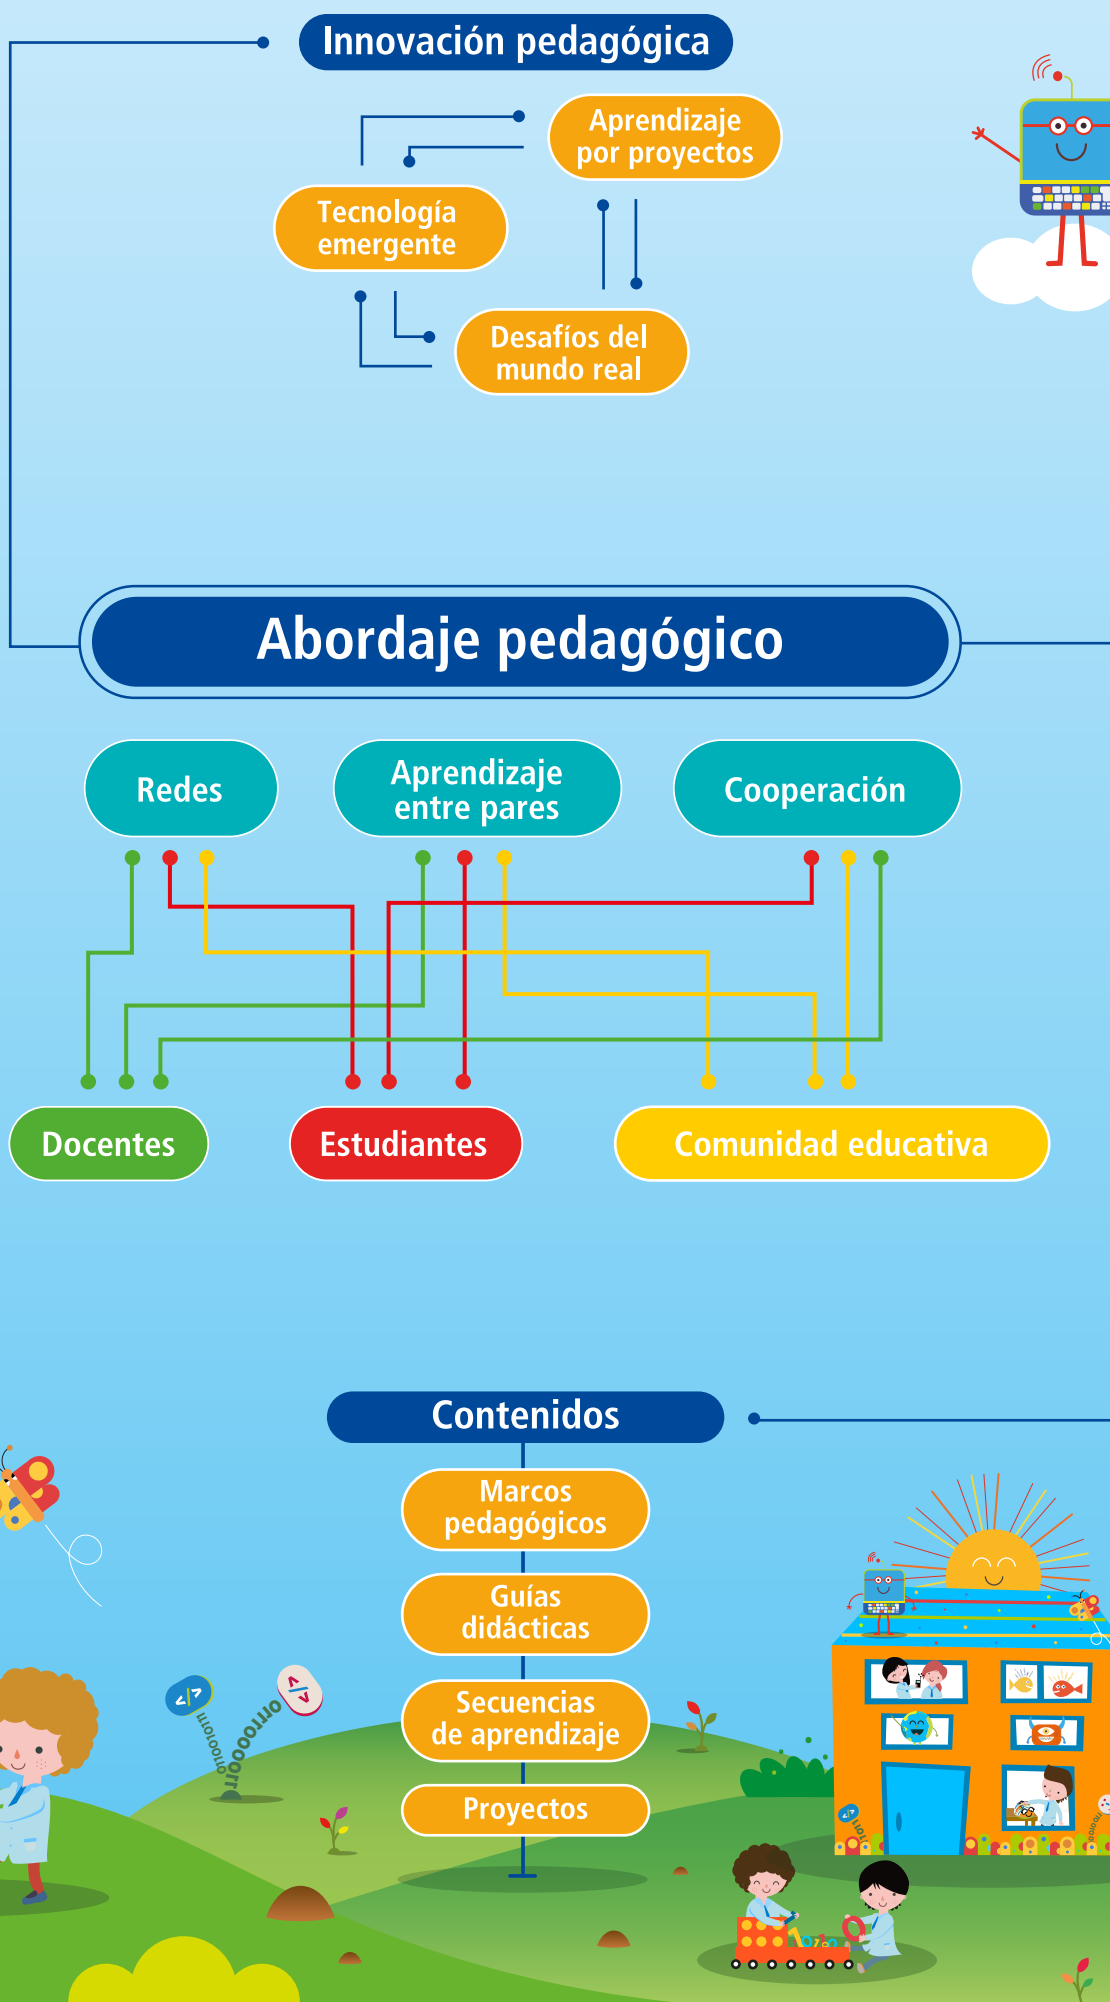 Innovación pedagógica
Aprendizaje
por proyectos
Tecnología
emergente
Desafíos del
mundo real
Abordaje pedagógico
Redes
Aprendizaje
entre pares
Cooperación
Docentes
Estudiantes
Comunidad educativa
Contenidos
Marcos
pedagógicos
Guías
didácticas
Secuencias
de aprendizaje
Proyectos